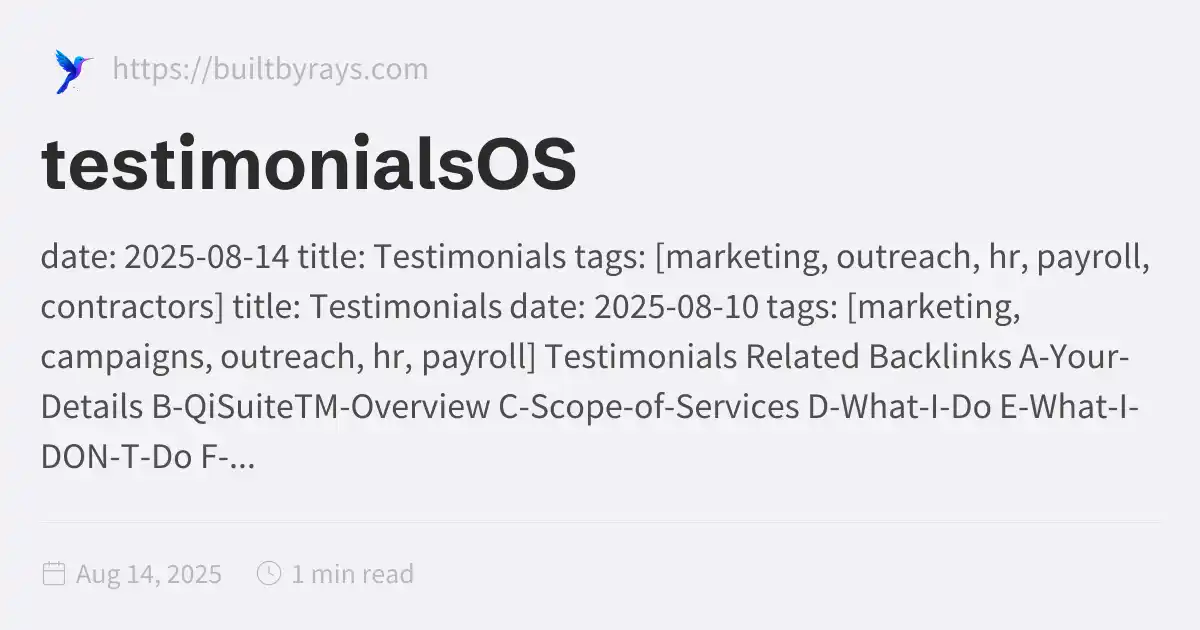 https://builtbyrays.com
testimonialsOS
date: 2025-08-14 title: Testimonials tags: [marketing, outreach, hr, payroll,
contractors] title: Testimonials date: 2025-08-10 tags: [marketing,
campaigns, outreach, hr, payroll] Testimonials Related Backlinks A-Your-
Details B-QiSuiteTM-Overview C-Scope-of-Services D-What-I-Do E-What-I-
DON-T-Do F-...
Aug 14, 2025 1 min read